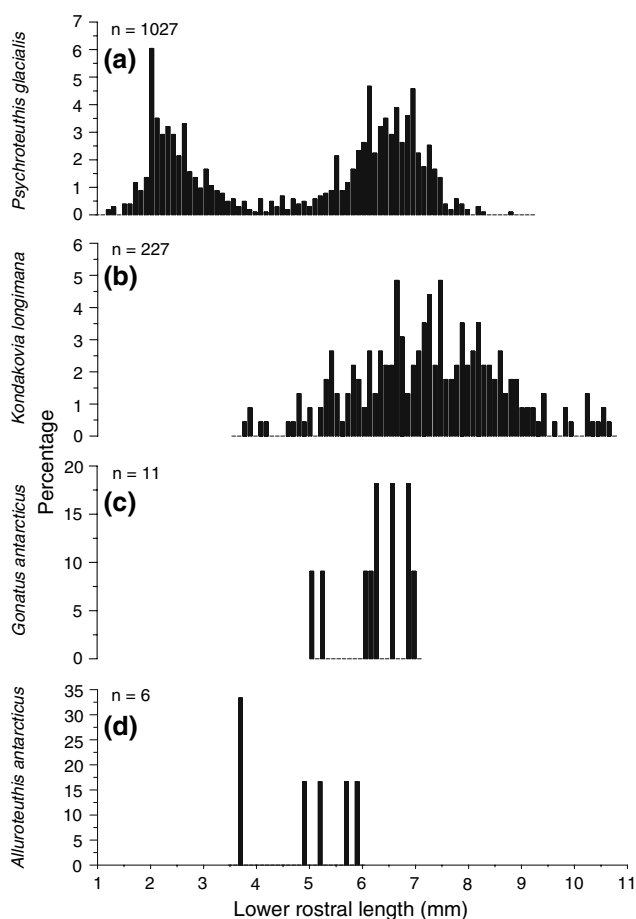 n = 1027
(a)
7
6
5
4
3
2
1
0
Psychroteuthis glacialis
n = 227
(b)
6
5
4
3
2
1
0
Kondakovia longimana
Percentage
n = 11
(c)
20
15
10
5
0
Gonatus antarcticus
n = 6
(d)
35
30
25
20
15
10
5
0
Alluroteuthis antarcticus
1 2 3 4 5 6 7 8 9 10 11
Lower rostral length (mm)